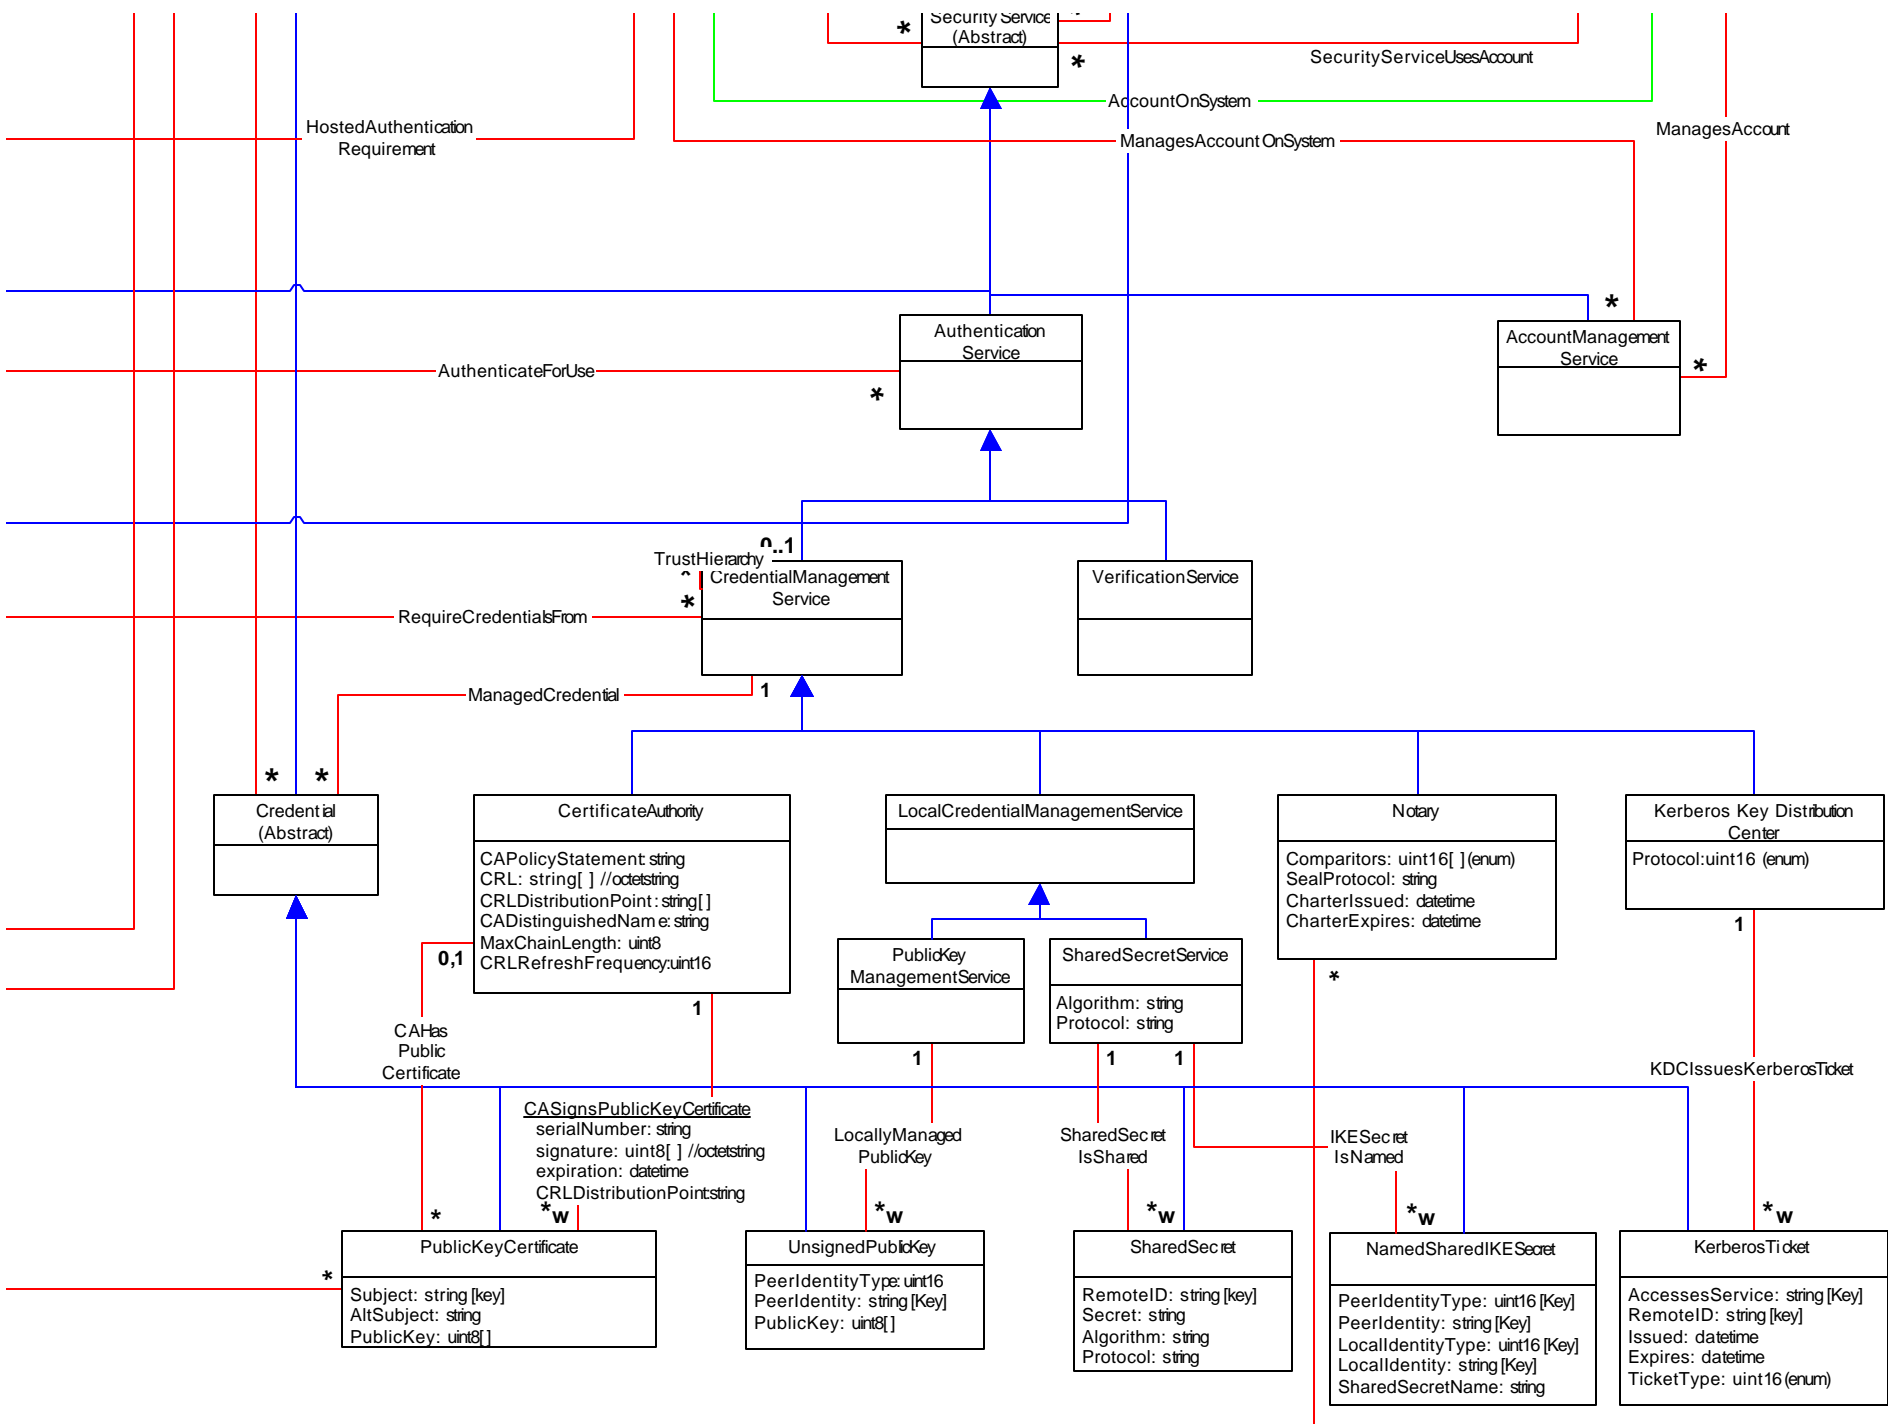 Security Service
(Abstract)
*
*
SecurityServiceUsesAccount
AccountOnSystem
HostedAuthentication
Requirement
ManagesAccountOnSystem
ManagesAccount
*
Authentication
Service
AccountManagement
Service
*
AuthenticateForUse
*
0..1
TrustHierarchy
*
CredentialManagement
Service
VerificationService
*
RequireCredentialsFrom
ManagedCredential
1
*
*
Credential
(Abstract)
CertificateAuthority
CAPolicyStatement: string
CRL: string[ ] //octetstring
CRLDistributionPoint: string[ ]
CADistinguishedName: string
MaxChainLength: uint8
CRLRefreshFrequency:uint16
LocalCredentialManagementService
Notary
Comparitors: uint16[ ] (enum)
SealProtocol: string
CharterIssued: datetime
CharterExpires: datetime
Kerberos Key Distribution
Center
Protocol:uint16 (enum)
0,1
1
PublicKey
ManagementService
SharedSecretService
Algorithm: string
Protocol: string
*
1
CAHas
Public
Certificate
1
1
1
KDCIssuesKerberosTicket
CASignsPublicKeyCertificate
serialNumber: string
signature: uint8[ ] //octetstring
expiration: datetime
CRLDistributionPoint:string
LocallyManaged
PublicKey
SharedSecret
IsShared
IKESecret
IsNamed
*
*w
*w
*w
*w
*w
*
PublicKeyCertificate
Subject: string [key]
AltSubject: string
PublicKey: uint8[ ]
UnsignedPublicKey
PeerIdentityType: uint16
PeerIdentity: string [Key]
PublicKey: uint8[ ]
SharedSecret
RemoteID: string [key]
Secret: string
Algorithm: string
Protocol: string
NamedSharedIKESecret
PeerIdentityType: uint16 [Key]
PeerIdentity: string [Key]
LocalIdentityType: uint16 [Key]
LocalIdentity: string [Key]
SharedSecretName: string
KerberosTicket
AccessesService: string [Key]
RemoteID: string [key]
Issued: datetime
Expires: datetime
TicketType: uint16 (enum)